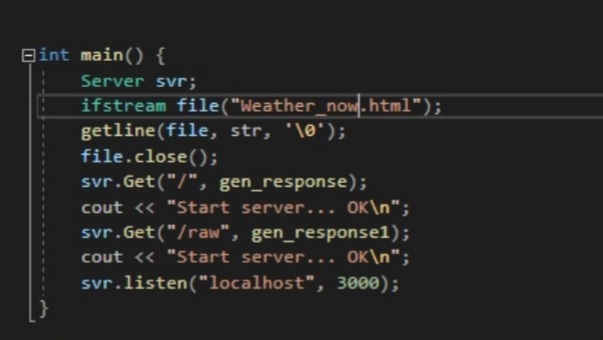 int main() {
Server svr;
ifstream file("Weather_now.html");
getline(file, str, '\0');
file.close();
svr.Get("/", gen_response);
cout << "Start server... OK\n";
svr.Get("/raw", gen_response1);
cout << "Start server... OK\n";
svr.listen("localhost", 3000);
}